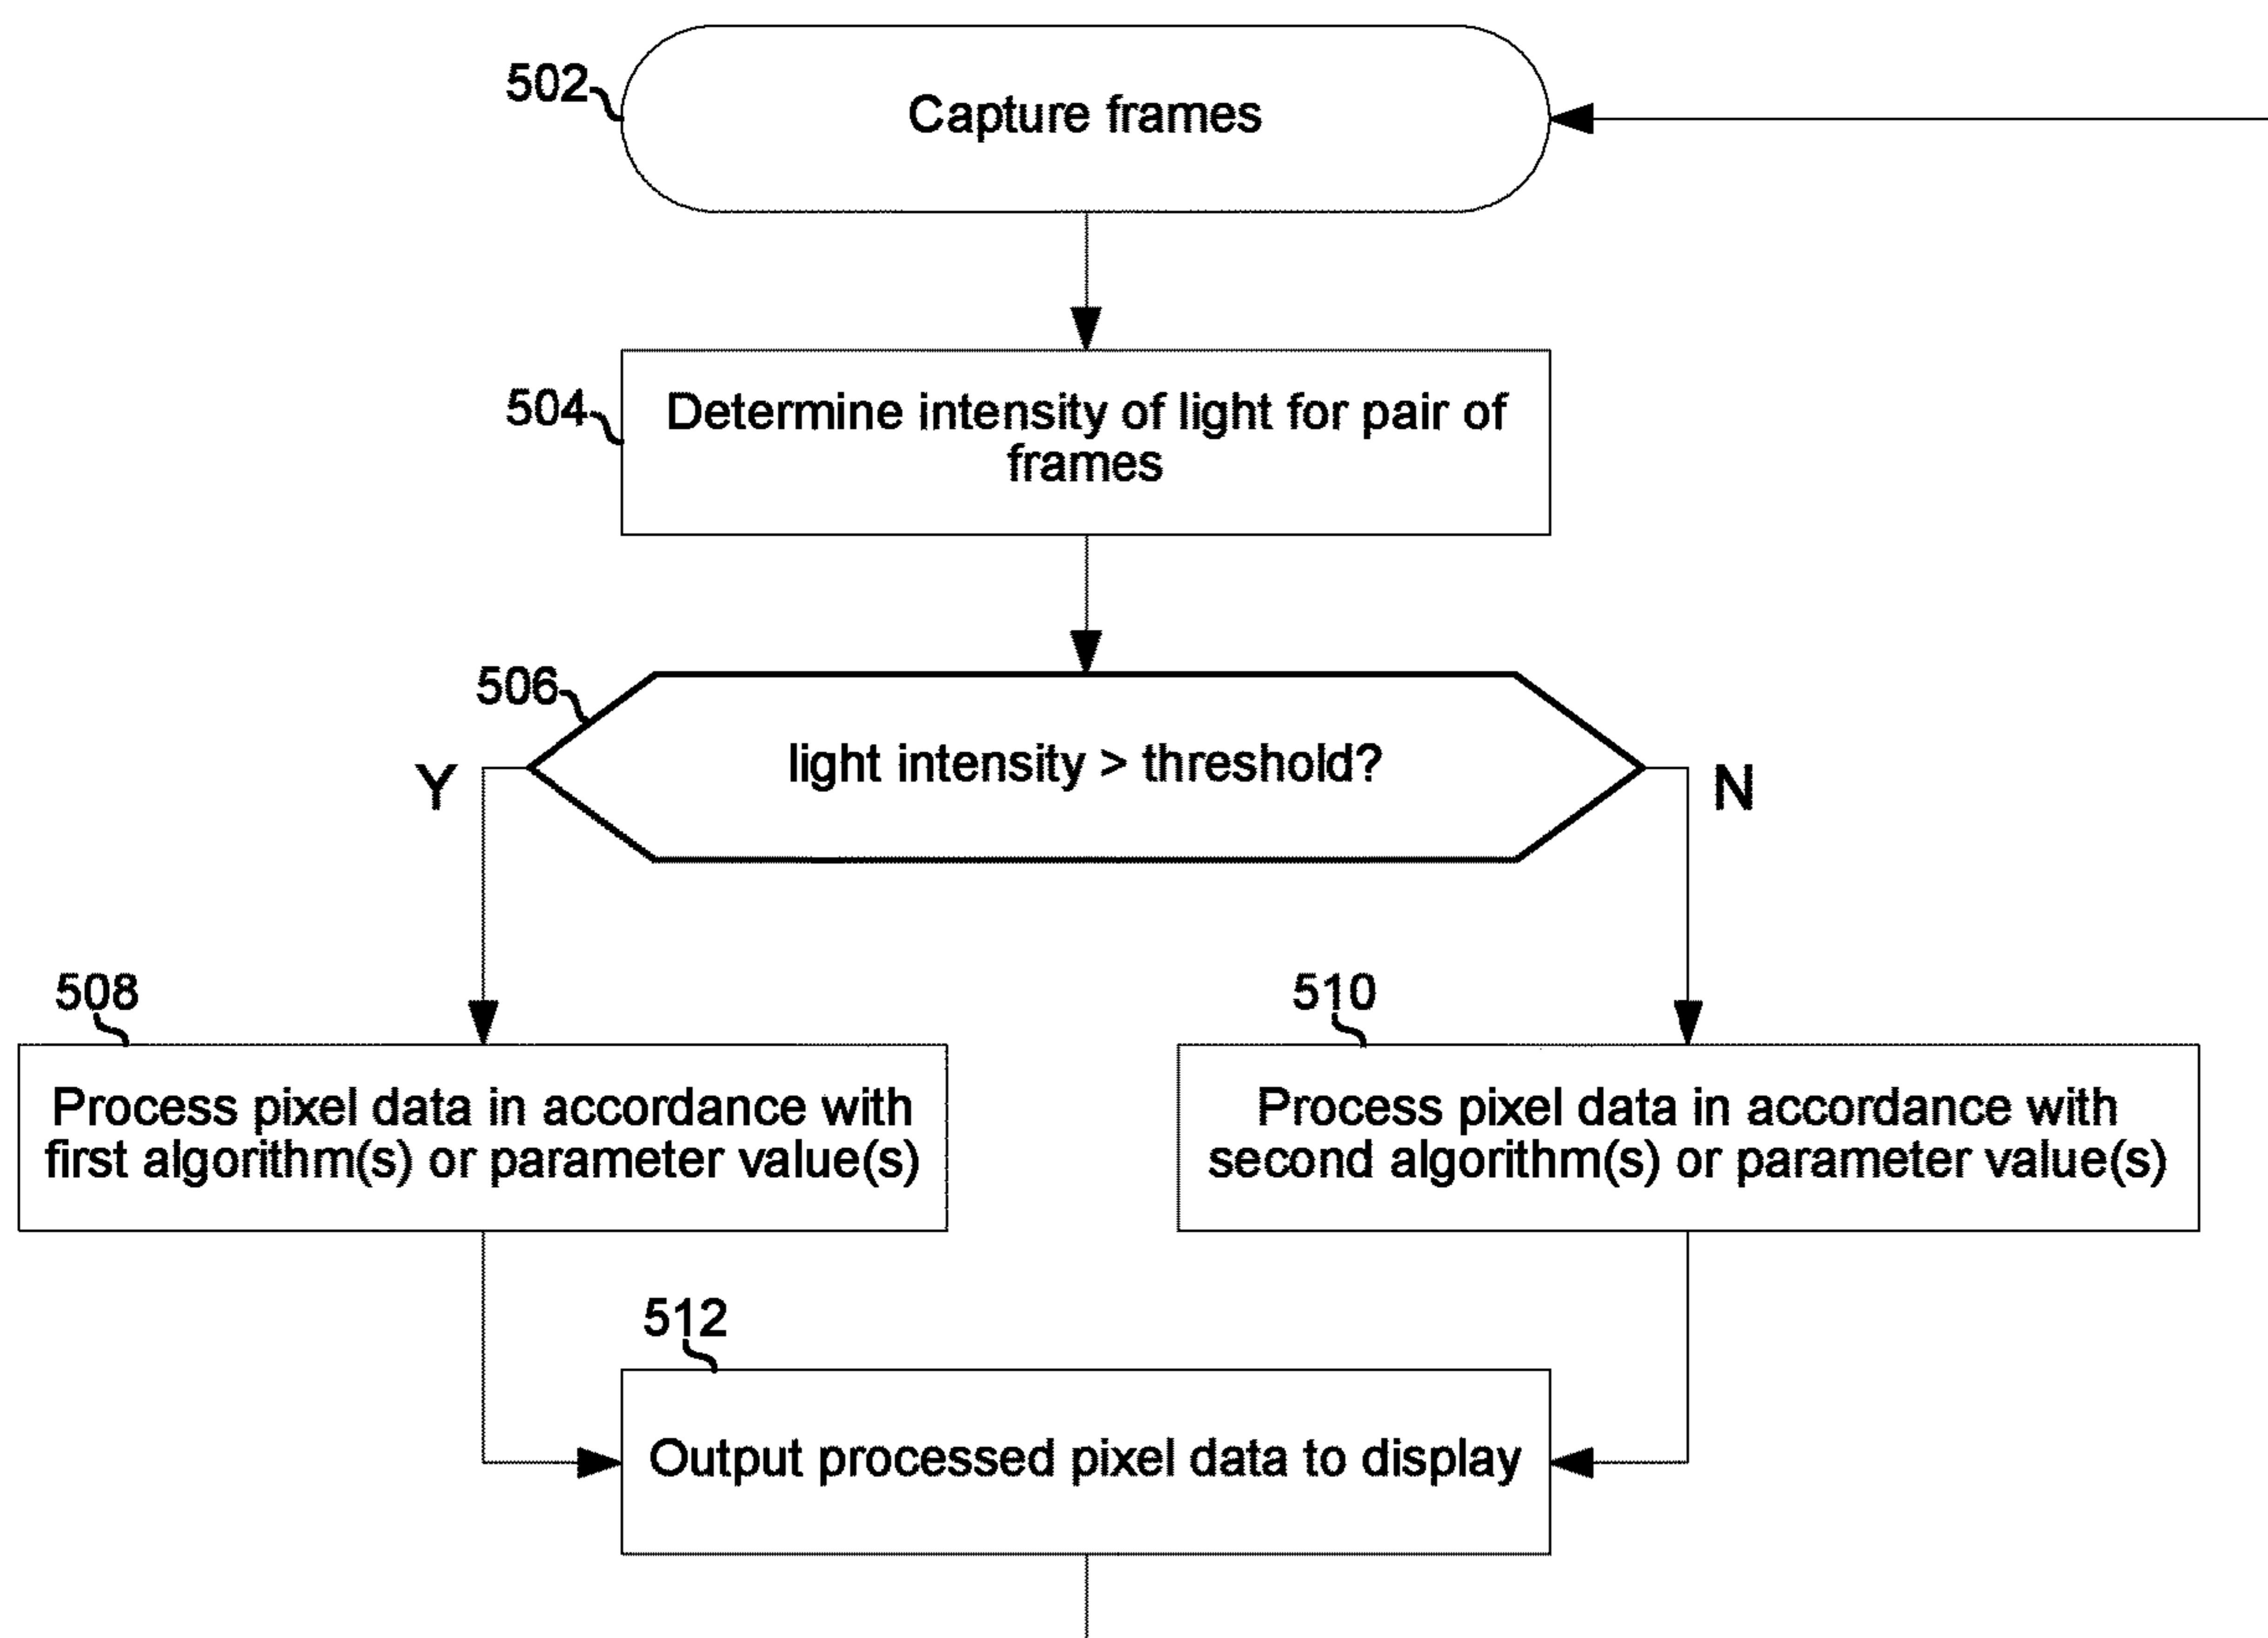 502
Capture frames
504
Determine intensity of light for pair of
frames
506
light intensity > threshold?
Y
N
508
510
Process pixel data in accordance with
first algorithm(s) or parameter value(s)
Process pixel data in accordance with
second algorithm(s) or parameter value(s)
512
Output processed pixel data to display